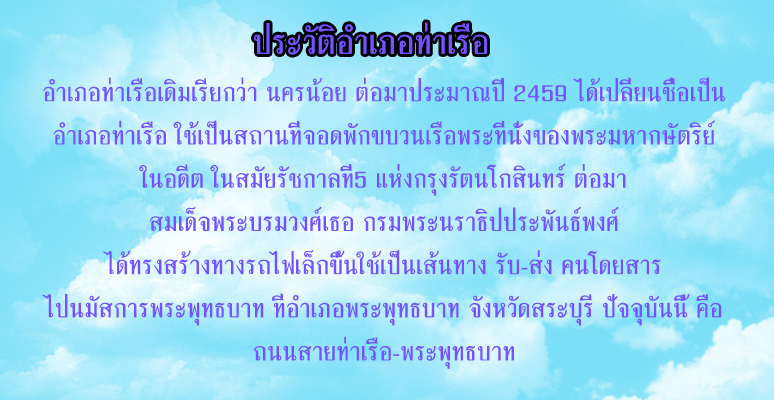 ประวัติอำเภอท่าเรือ
อำเภอท่าเรือเดิมเรียกว่า นครน้อย ต่อมาประมาณปี 2459 ได้เปลี่ยนชื่อเป็น
อำเภอท่าเรือ ใช้เป็นสถานที่จอดพักขบวนเรือพระที่นั่งของพระมหากษัตริย์
ในอดีต ในสมัยรัชกาลที่5 แห่งกรุงรัตนโกสินทร์ ต่อมา
สมเด็จพระบรมวงศ์เธอ กรมพระนราธิปประพันธ์พงศ์
ได้ทรงสร้างทางรถไฟเล็กขึ้นใช้เป็นเส้นทาง รับ-ส่ง คนโดยสาร
ไปนมัสการพระพุทธบาท ที่อำเภอพระพุทธบาท จังหวัดสระบุรี ปัจจุบันนี้ คือ
ถนนสายท่าเรือ-พระพุทธบาท